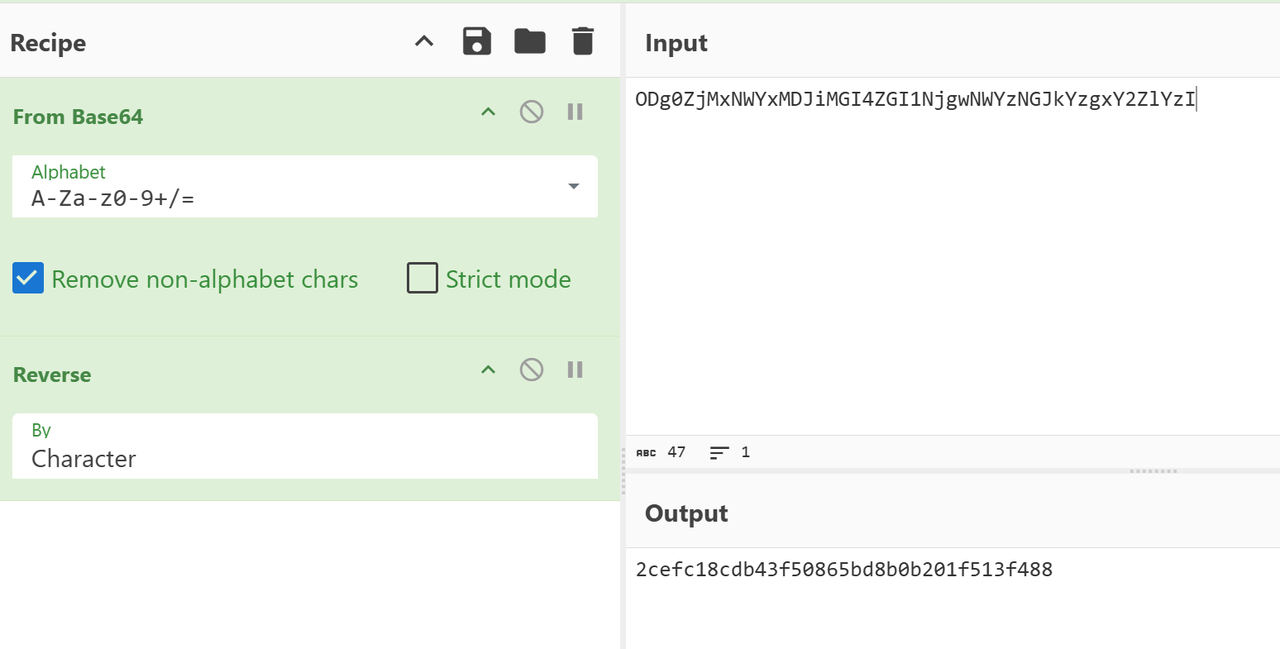 Recipe
From Base64
Alphabet
A-Za-z0-9+/=
Remove non-alphabet chars
Strict mode
Reverse
By
Character
Input
ODg0ZjMxNWYxMDJiMGI4ZGI1NjgwNWYzNGJkYzgxY2ZlYzI
ABC 47 1
Output
2cefc18cdb43f50865bd8b0b201f513f488